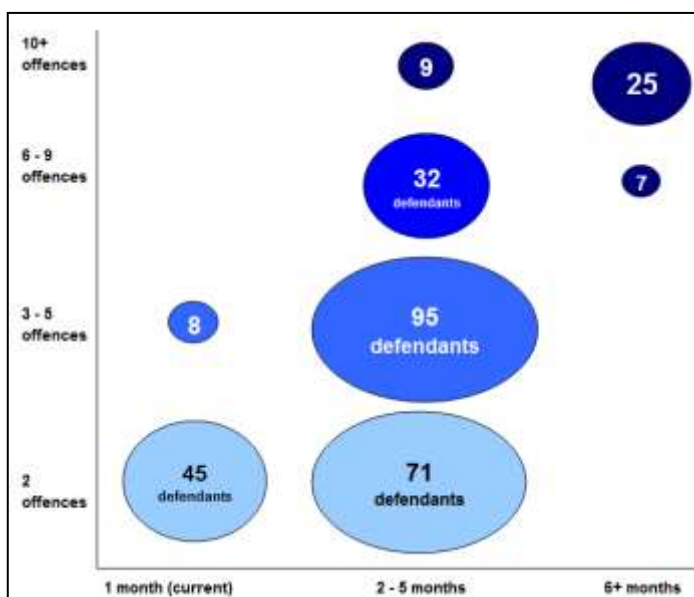 10+
offences
9
25
6 - 9
offences
32
defendants
7
3 - 5
offences
8
95
defendants
2
offences
45
defendants
71
defendants
1 month (current)
2 - 5 months
6+ months